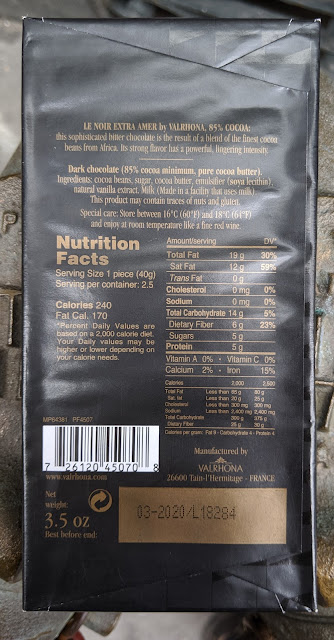 LE NOIR EXTRA AMER by VALRHONA, 85% COCOA:
this sophisticated bitter chocolate is the result of a blend of the finest cocoa
beans from Africa. Its strong flavor has a powerful, lingering intensity.
Dark chocolate (85% cocoa minimum, pure cocoa butter).
Ingredients: cocoa beans, sugar, cocoa butter, emulsifier (soya lecithin),
natural vanilla extract. Milk (Made in a facility that uses milk)
This product may contain traces of nuts and gluten.
Special care: Store between 16°C (60°F) and 18°C (64°F)
and enjoy at room temperature like a fine red wine.
Nutrition
Facts
Serving Size 1 piece (40g)
Serving per container: 2.5
Calories 240
Fat Cal. 170
*Percent Daily Values are
based on a 2,000 calorie diet.
Your Daily values may be
higher or lower depending on
your calorie needs.
Amount/serving DV*
Total Fat 19 g 30%
Sat Fat 12 g 59%
Trans Fat 0 g
Cholesterol 0 mg 0%
Sodium 0 mg 0%
Total Carbohydrate 14 g 5%
Dietary Fiber 6 g 23%
Sugars 5 g
Protein 5 g
Vitamin A 0% • Vitamin C 0%
Calcium 2% • Iron 15%
Calories 2,000 2,500
Total Fat Less than 65 g 80 g
Sat. fat Less than 20 g 25 g
Cholesterol Less than 300 mg 300 mg
Sodium Less than 2,400 mg 2,400 mg
Total Carbohydrate 300 g 375 g
Dietary Fiber 25 g 30 g
Calories per gram: Fat 9 - Carbohydrate 4 - Protein 4
MP64381 PF4507
7 26120 45070 8
www.valrhona.com
Manufactured by
VALRHONA
26600 Tain-l'Hermitage - FRANCE
Net
weight:
3.5 oz
Best before end:
03-2020/L18284